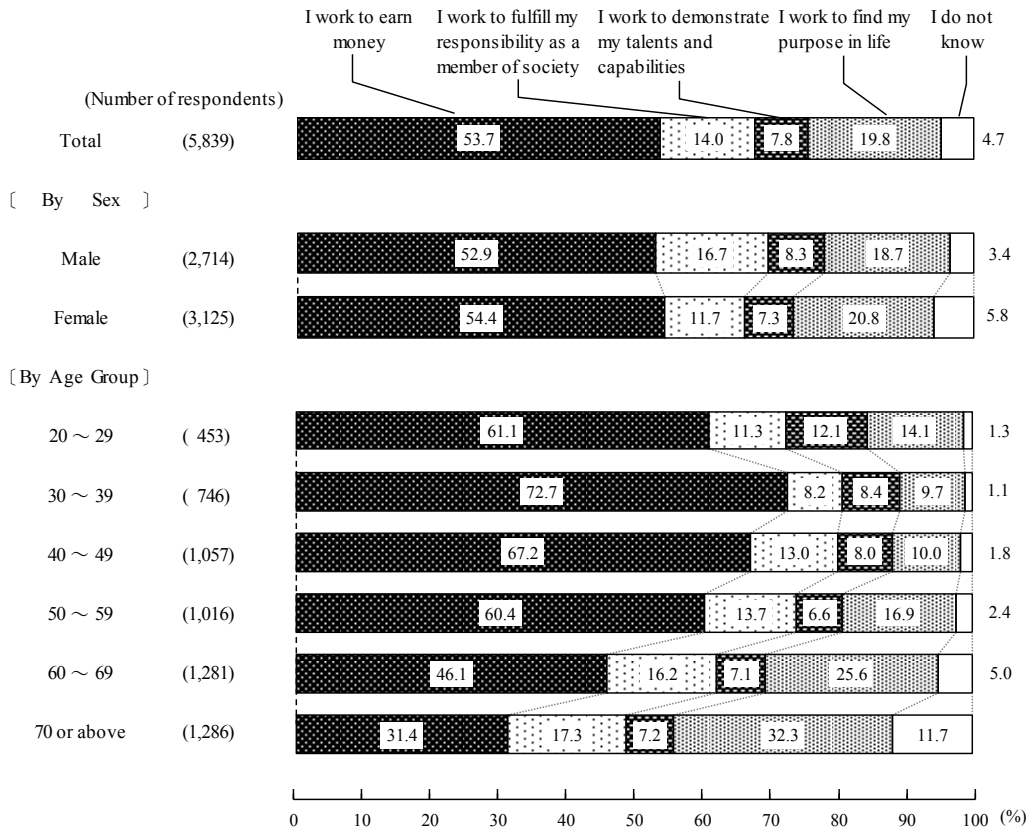 I work to earn money
I work to fulfill my responsibility as a member of society
I work to demonstrate my talents and capabilities
I work to find my purpose in life
I do not know
(Number of respondents)
Total (5,839) 53.7 14.0 7.8 19.8 4.7
〔 By Sex 〕
Male (2,714) 52.9 16.7 8.3 18.7 3.4
Female (3,125) 54.4 11.7 7.3 20.8 5.8
〔By Age Group〕
20 ～ 29 ( 453) 61.1 11.3 12.1 14.1 1.3
30 ～ 39 ( 746) 72.7 8.2 8.4 9.7 1.1
40 ～ 49 (1,057) 67.2 13.0 8.0 10.0 1.8
50 ～ 59 (1,016) 60.4 13.7 6.6 16.9 2.4
60 ～ 69 (1,281) 46.1 16.2 7.1 25.6 5.0
70 or above (1,286) 31.4 17.3 7.2 32.3 11.7
0 10 20 30 40 50 60 70 80 90 100 (%)